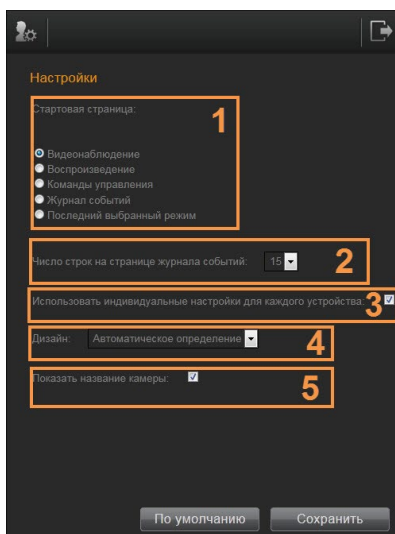 Настройки
Стартовая страница:
1
Видеонаблюдение
Воспроизведение
Команды управления
Журнал событий
Последний выбранный режим
Число строк на странице журнала событий: 15 2
Использовать индивидуальные настройки для каждого устройства: 3
Дизайн: Автоматическое определение 4
Показать название камеры: 5
По умолчанию Сохранить